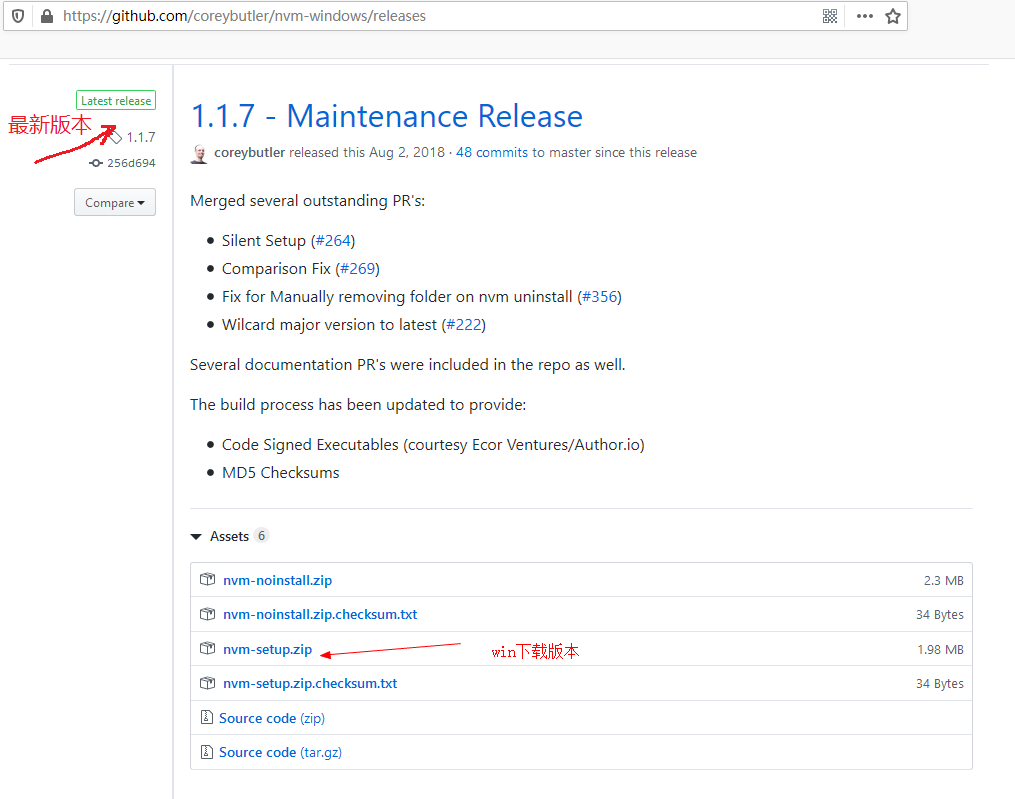 https://github.com/coreybutler/nvm-windows/releases
Latest release
最新版本
1.1.7
256d694
Compare
1.1.7 - Maintenance Release
coreybutler released this Aug 2, 2018 · 48 commits to master since this release
Merged several outstanding PR's:
Silent Setup (#264)
Comparison Fix (#269)
Fix for Manually removing folder on nvm uninstall (#356)
Wilcard major version to latest (#222)
Several documentation PR's were included in the repo as well.
The build process has been updated to provide:
Code Signed Executables (courtesy Ecor Ventures/Author.io)
MD5 Checksums
Assets 6
nvm-noinstall.zip 2.3 MB
nvm-noinstall.zip.checksum.txt 34 Bytes
nvm-setup.zip win下载版本 1.98 MB
nvm-setup.zip.checksum.txt 34 Bytes
Source code (zip)
Source code (tar.gz)